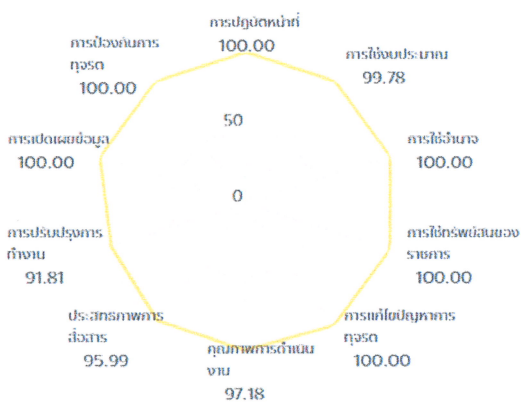 การปฏิบัติหน้าที่
100.00
การใช้งบประมาณ
99.78
การใช้อำนาจ
100.00
การใช้ทรัพย์สินของ
ราชการ
100.00
การแก้ไขปัญหาการ
ทุจริต
100.00
คุณภาพการดำเนิน
งาน
97.18
ประสิทธิภาพการ
สื่อสาร
95.99
การปรับปรุงการ
ทำงาน
91.81
การเปิดเผยข้อมูล
100.00
การป้องกันการ
ทุจริต
100.00
50
0